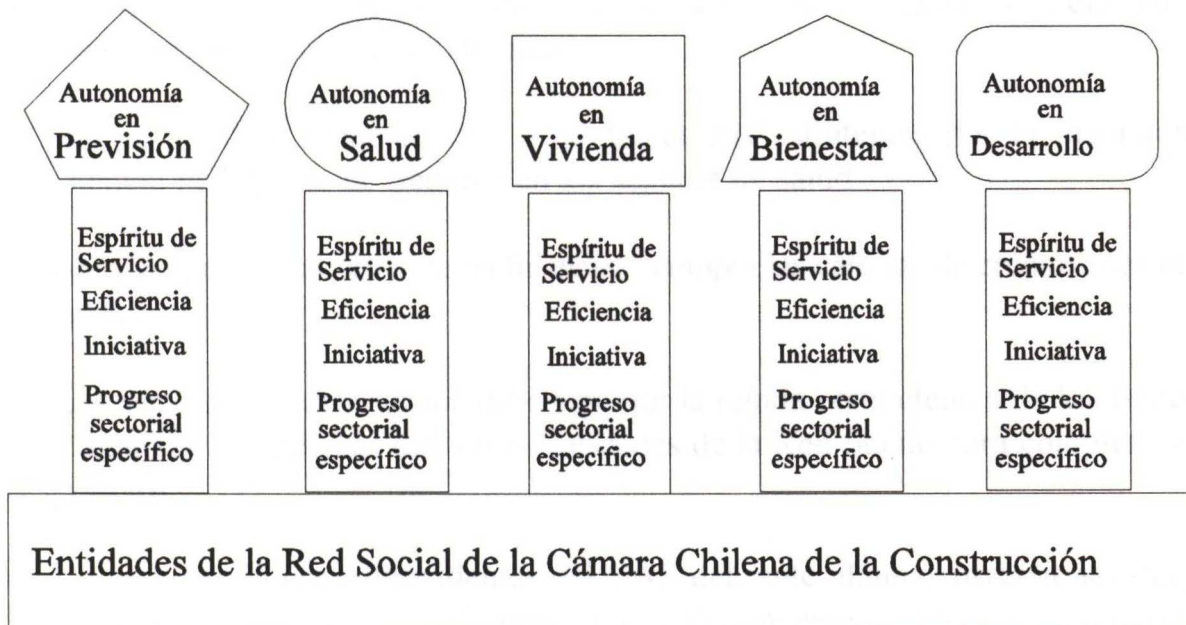 Autonomía
en
Previsión
Autonomía
en
Salud
Autonomía
en
Vivienda
Autonomía
en
Bienestar
Autonomía
en
Desarrollo
Espíritu de
Servicio
Eficiencia
Iniciativa
Progreso
sectorial
específico
Espíritu de
Servicio
Eficiencia
Iniciativa
Progreso
sectorial
específico
Espíritu de
Servicio
Eficiencia
Iniciativa
Progreso
sectorial
específico
Espíritu de
Servicio
Eficiencia
Iniciativa
Progreso
sectorial
específico
Espíritu de
Servicio
Eficiencia
Iniciativa
Progreso
sectorial
específico
Entidades de la Red Social de la Cámara Chilena de la Construcción